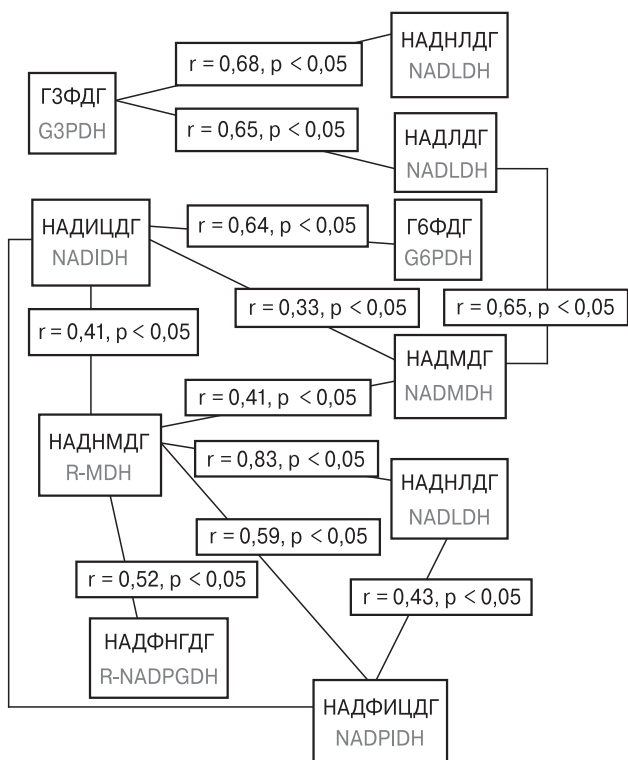 НАДНЛДГ
NADLDH
r = 0,68, p < 0,05
ГЗФДГ
G3PDH
r = 0,65, p < 0,05
НАДЛДГ
NADLDH
НАДИЦДГ
NADIDH
r = 0,64, p < 0,05
Г6ФДГ
G6PDH
r = 0,33, p < 0,05
r = 0,65, p < 0,05
r = 0,41, p < 0,05
НАДМДГ
NADMDH
r = 0,41, p < 0,05
НАДНМДГ
R-MDH
r = 0,83, p < 0,05
НАДНЛДГ
NADLDH
r = 0,59, p < 0,05
r = 0,52, p < 0,05
r = 0,43, p < 0,05
НАДФНГДГ
R-NADPGDH
НАДФИЦДГ
NADPIDH